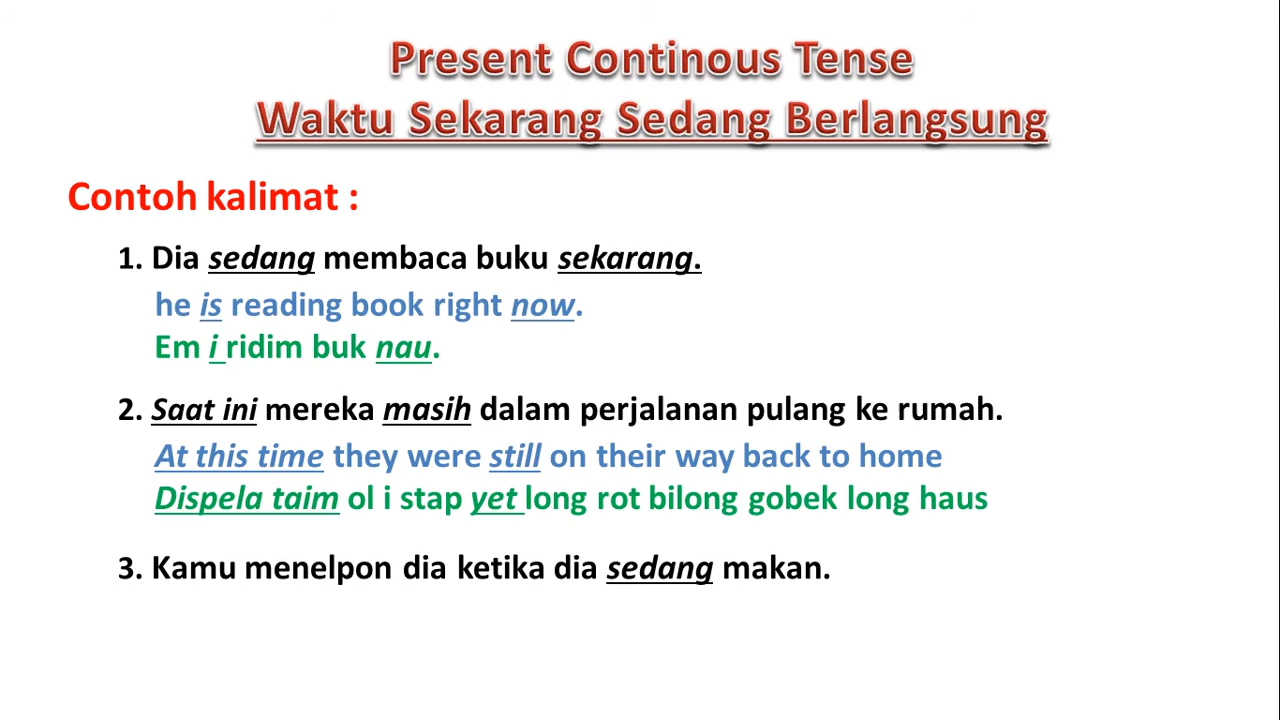 Present Continous Tense
Waktu Sekarang Sedang Berlangsung
Contoh kalimat :
1. Dia sedang membaca buku sekarang.
he is reading book right now.
Em i ridim buk nau.
2. Saat ini mereka masih dalam perjalanan pulang ke rumah.
At this time they were still on their way back to home
Dispela taim ol i stap yet long rot bilong gobek long haus
3. Kamu menelpon dia ketika dia sedang makan.